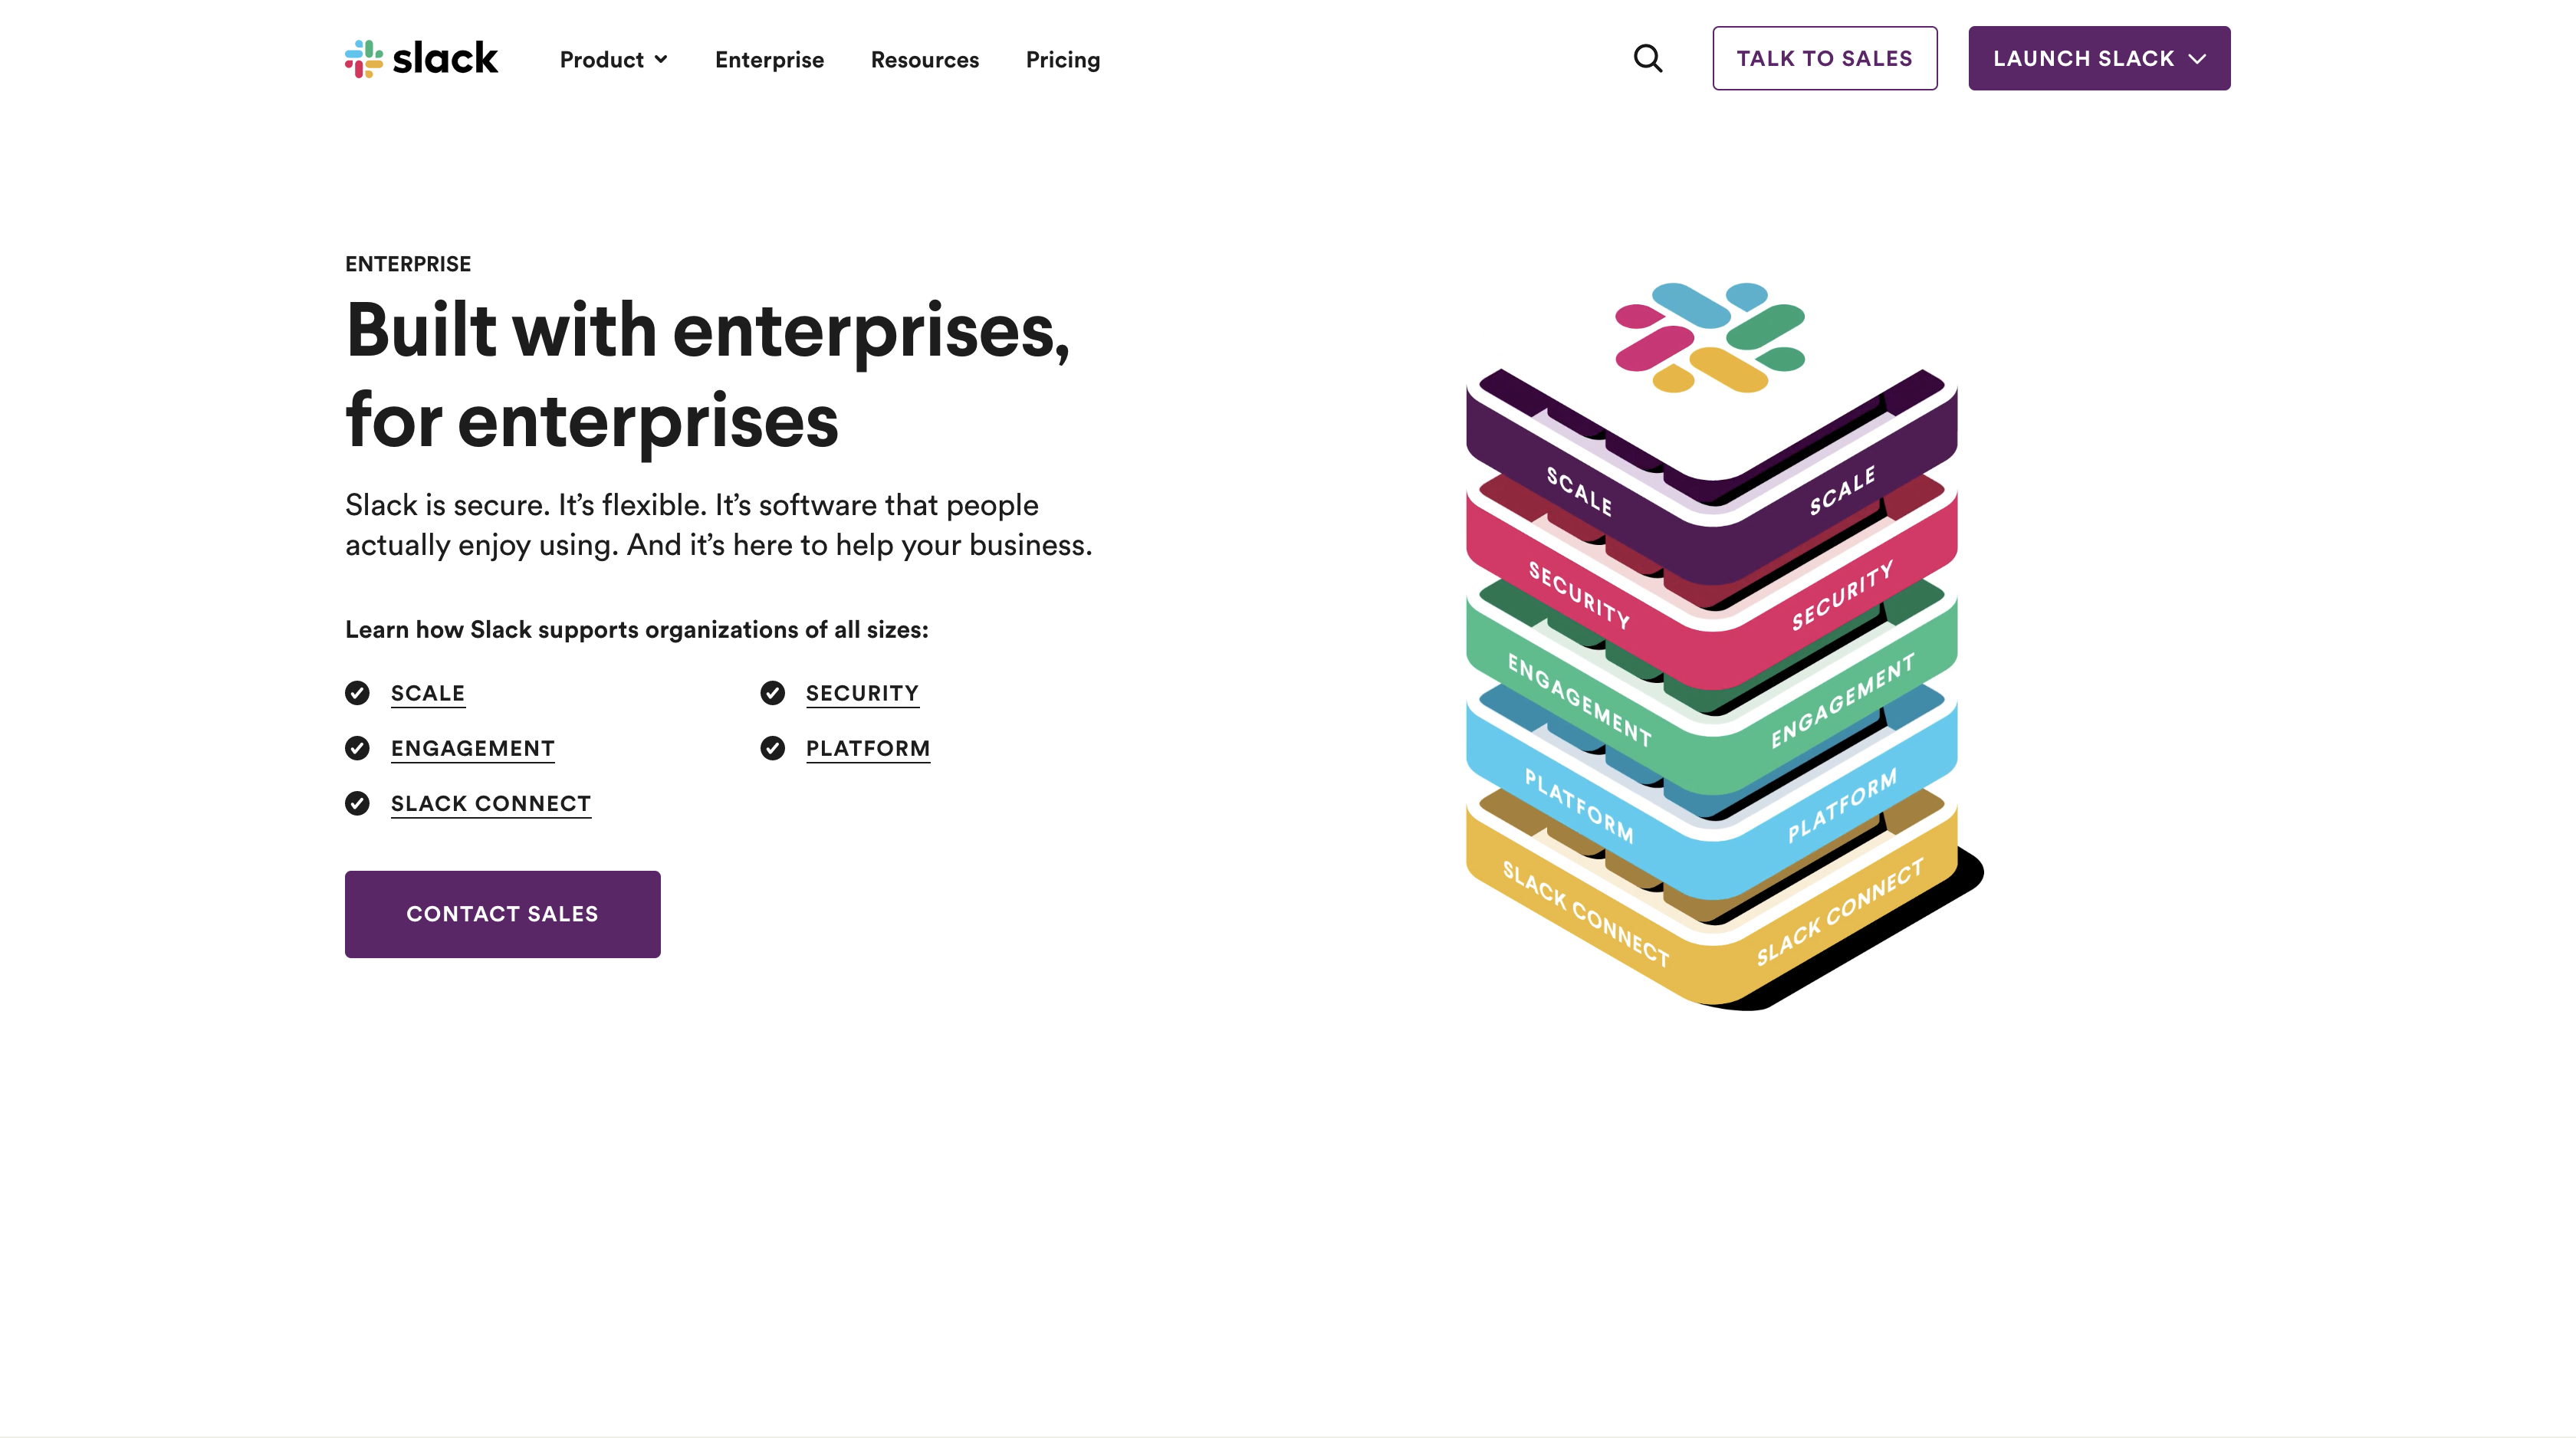 slack
Product
Enterprise
Resources
Pricing
TALK TO SALES
LAUNCH SLACK
ENTERPRISE
Built with enterprises,
for enterprises
Slack is secure. It’s flexible. It’s software that people
actually enjoy using. And it’s here to help your business.
Learn how Slack supports organizations of all sizes:
SCALE
SECURITY
ENGAGEMENT
PLATFORM
SLACK CONNECT
CONTACT SALES
SCALE
SCALE
SECURITY
SECURITY
ENGAGEMENT
ENGAGEMENT
PLATFORM
PLATFORM
SLACK CONNECT
SLACK CONNECT